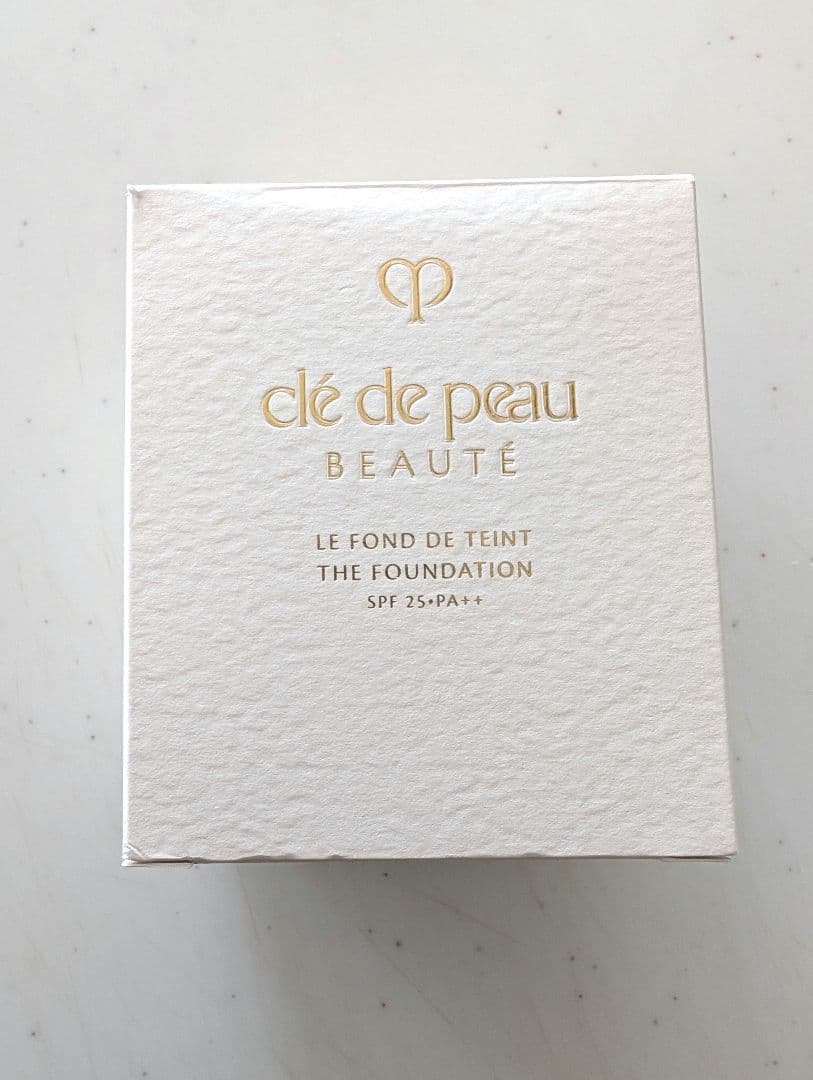 clé de peau
BEAUTÉ
LE FOND DE TEINT
THE FOUNDATION
SPF 25•PA++